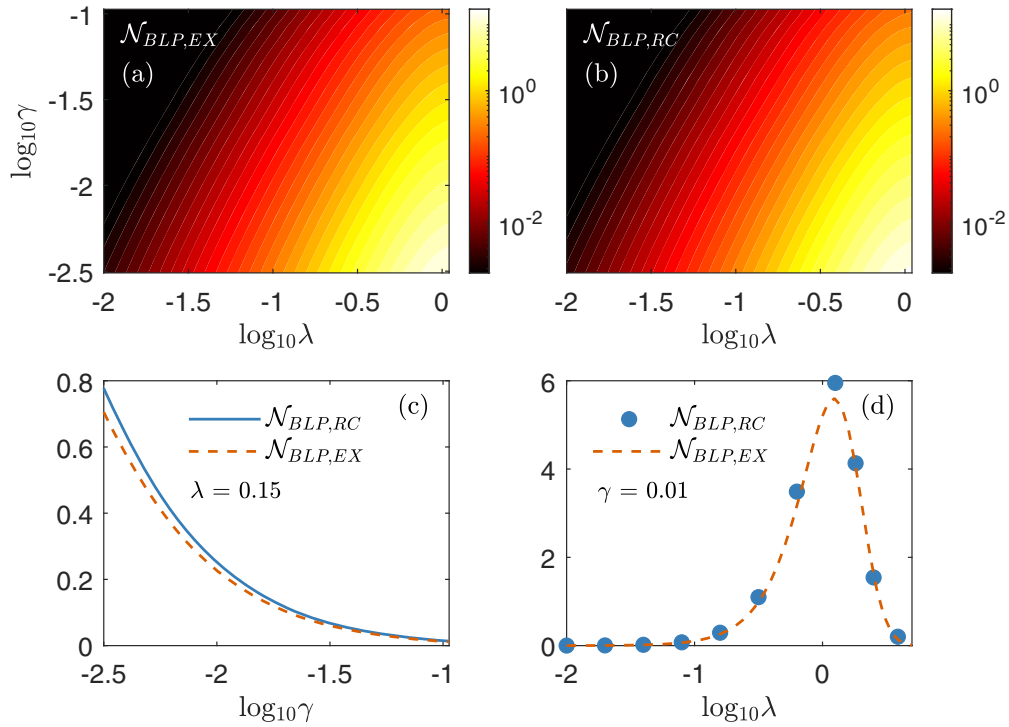 𝒩_{BLP,EX}
(a)
log₁₀γ
-1
-1.5
-2
-2.5
-2 -1.5 -1 -0.5 0
log₁₀λ
10⁰
10⁻²
𝒩_{BLP,RC}
(b)
-2 -1.5 -1 -0.5 0
log₁₀λ
10⁰
10⁻²
(c)
𝒩_{BLP,RC}
𝒩_{BLP,EX}
λ = 0.15
0.8
0.6
0.4
0.2
0
-2.5 -2 -1.5 -1
log₁₀γ
(d)
𝒩_{BLP,RC}
𝒩_{BLP,EX}
γ = 0.01
6
4
2
0
-2 -1 0
log₁₀λ